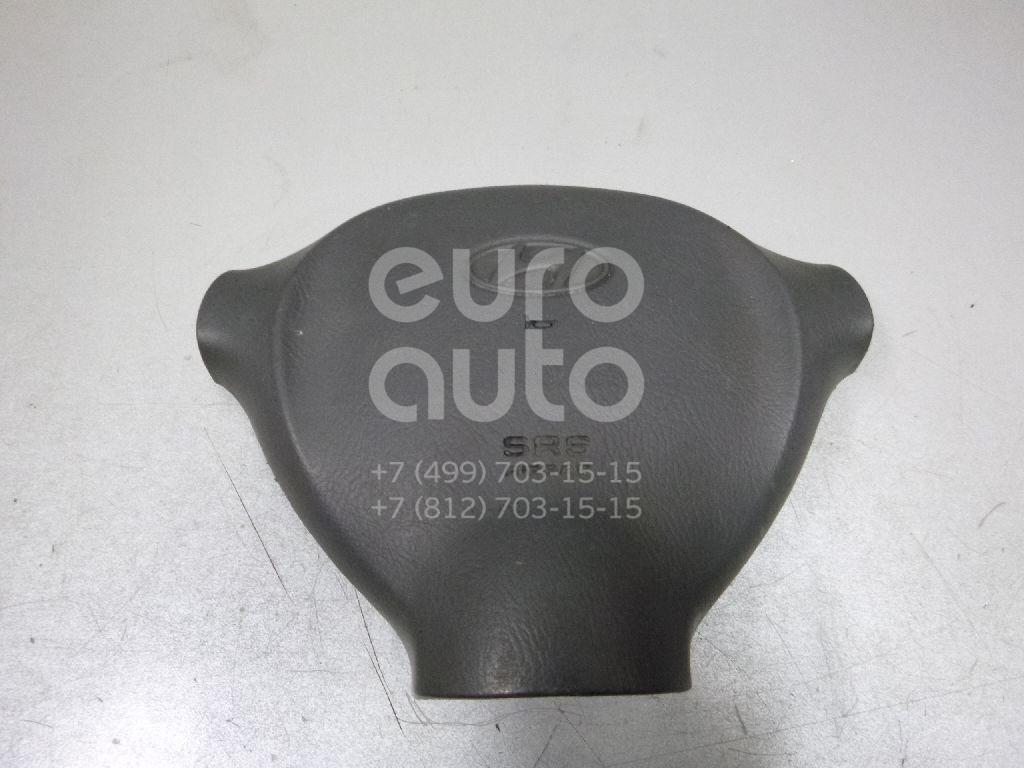 euro
auto
SRS
+7 (499) 703-15-15
+7 (812) 703-15-15